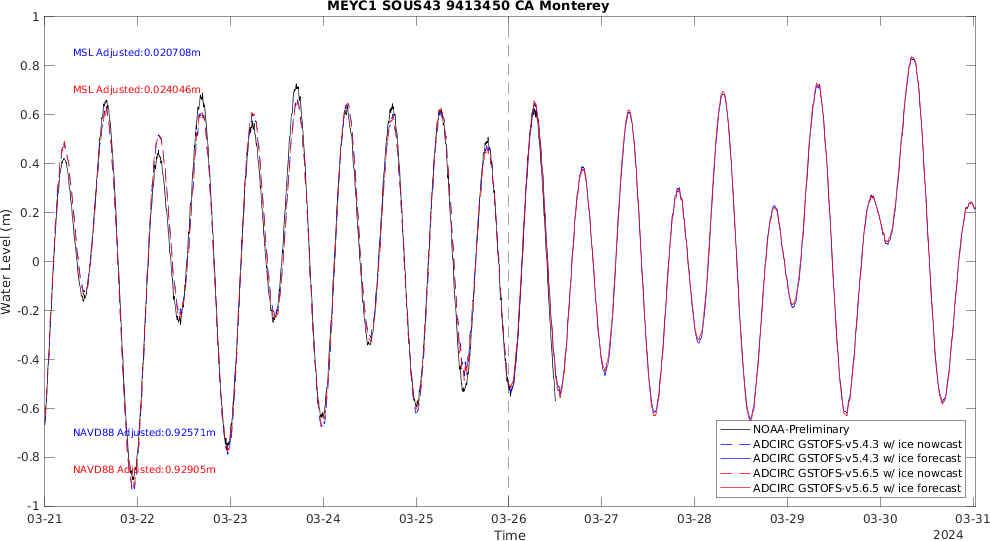 MEYC1 SOUS43 9413450 CA Monterey
Water Level (m)
1
0.8
0.6
0.4
0.2
0
-0.2
-0.4
-0.6
-0.8
-1
MSL Adjusted:0.020708m
MSL Adjusted:0.024046m
NAVD88 Adjusted:0.92571m
NAVD88 Adjusted:0.92905m
NOAA-Preliminary
ADCIRC GSTOFS-v5.4.3 w/ ice nowcast
ADCIRC GSTOFS-v5.4.3 w/ ice forecast
ADCIRC GSTOFS-v5.6.5 w/ ice nowcast
ADCIRC GSTOFS-v5.6.5 w/ ice forecast
03-21 03-22 03-23 03-24 03-25 03-26 03-27 03-28 03-29 03-30 03-31
Time
2024